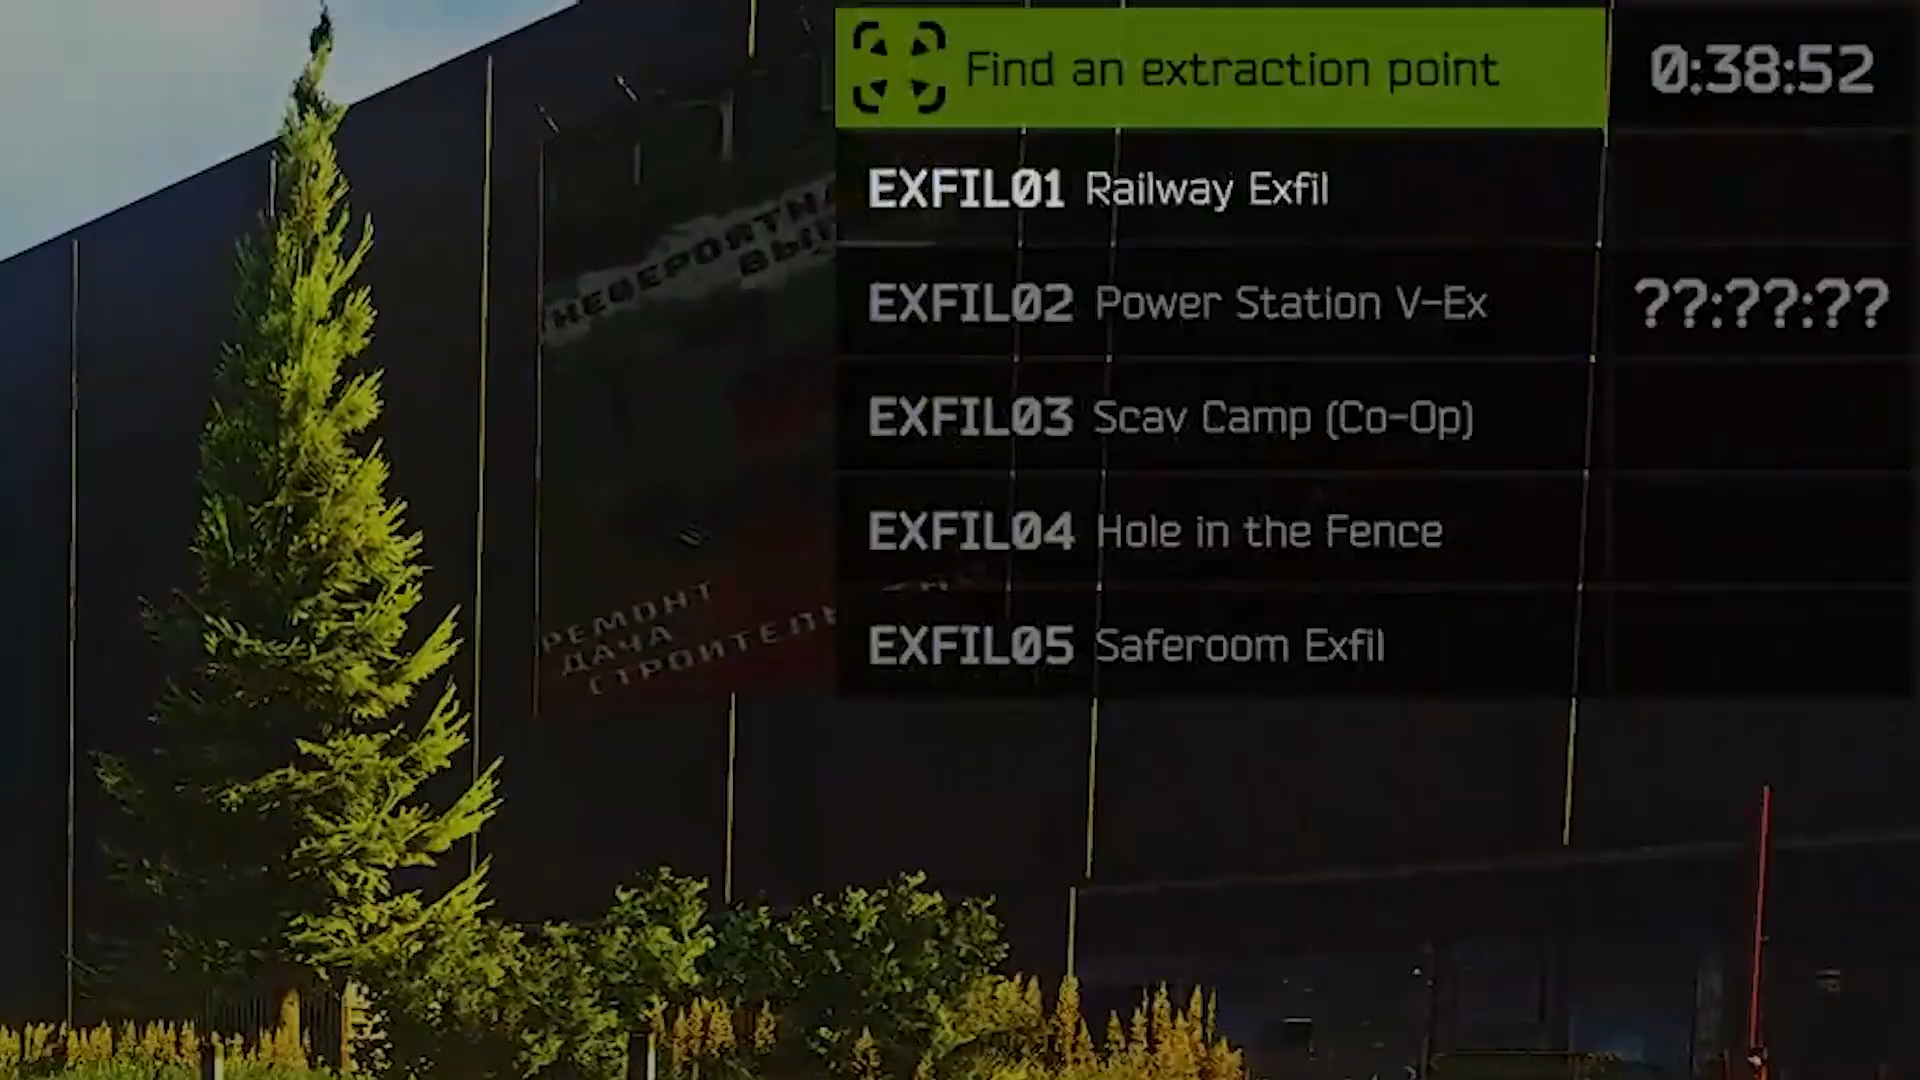 Find an extraction point 0:38:52
EXFIL01 Railway Exfil
EXFIL02 Power Station V-Ex ??:??:??
EXFIL03 Scav Camp (Co-Op)
EXFIL04 Hole in the Fence
EXFIL05 Saferoom Exfil
РЕМОНТ
ДАЧА